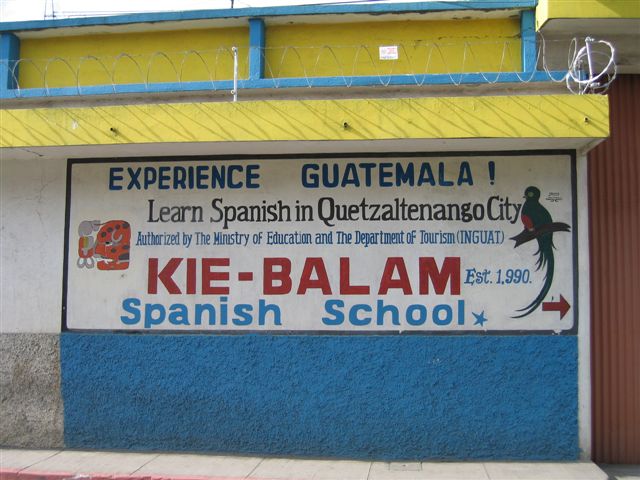 EXPERIENCE GUATEMALA !
Learn Spanish in Quetzaltenango City
Authorized by The Ministry of Education and The Department of Tourism (INGUAT)
KIE-BALAM Est. 1,990.
Spanish School